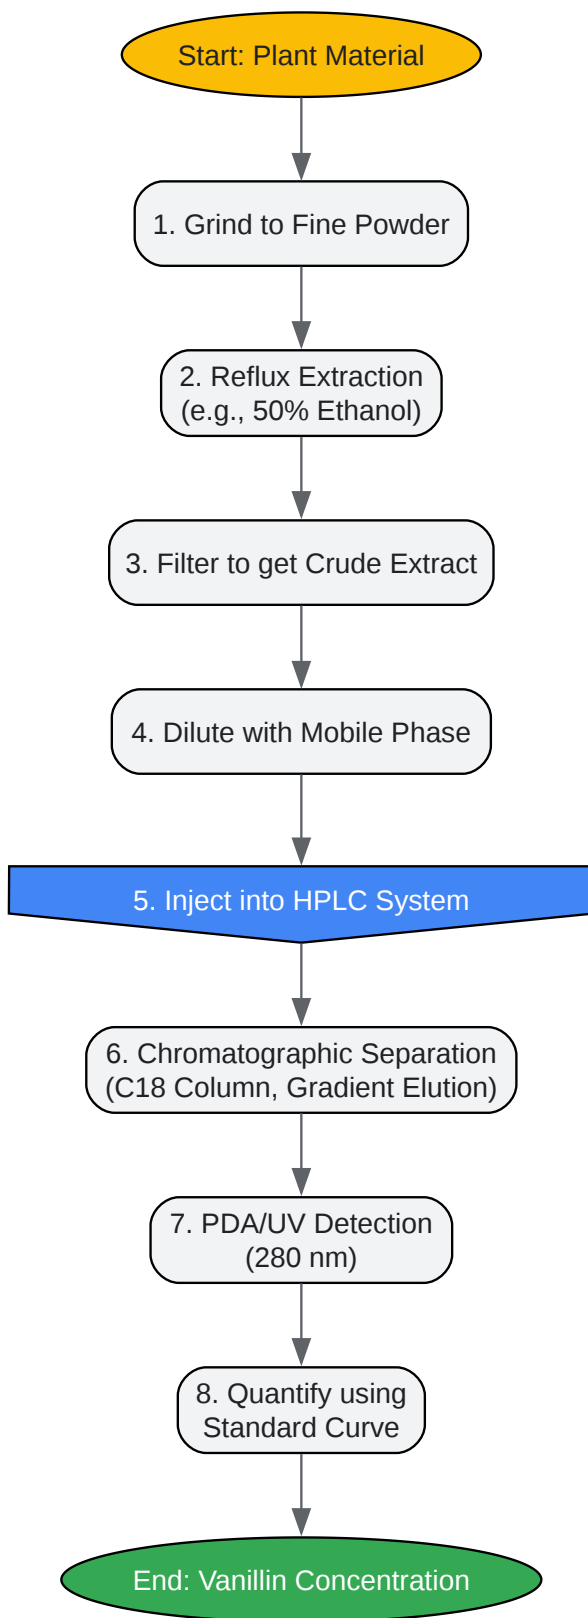 Start: Plant Material
1. Grind to Fine Powder
2. Reflux Extraction
(e.g., 50% Ethanol)
3. Filter to get Crude Extract
4. Dilute with Mobile Phase
5. Inject into HPLC System
6. Chromatographic Separation
(C18 Column, Gradient Elution)
7. PDA/UV Detection
(280 nm)
8. Quantify using
Standard Curve
End: Vanillin Concentration